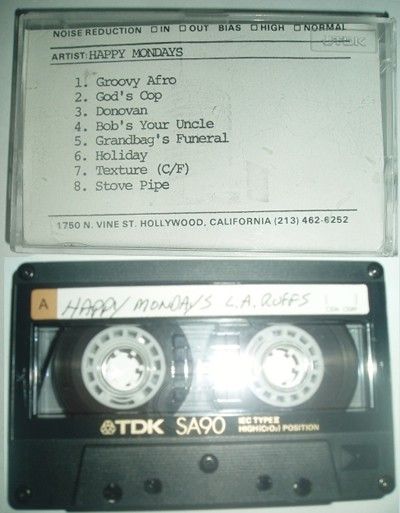 NOISE REDUCTION □ IN □ OUT BIAS □ HIGH □ NORMAL
TDK
ARTIST: HAPPY MONDAYS
1. Groovy Afro
2. God's Cop
3. Donovan
4. Bob's Your Uncle
5. Grandbag's Funeral
6. Holiday
7. Texture (C/F)
8. Stove Pipe
1750 N. VINE ST. HOLLYWOOD, CALIFORNIA (213) 462-6252
A HAPPY MONDAYS L.A. RUFFS
TDK SA90 IEC TYPE II
HIGH(CrO₂) POSITION